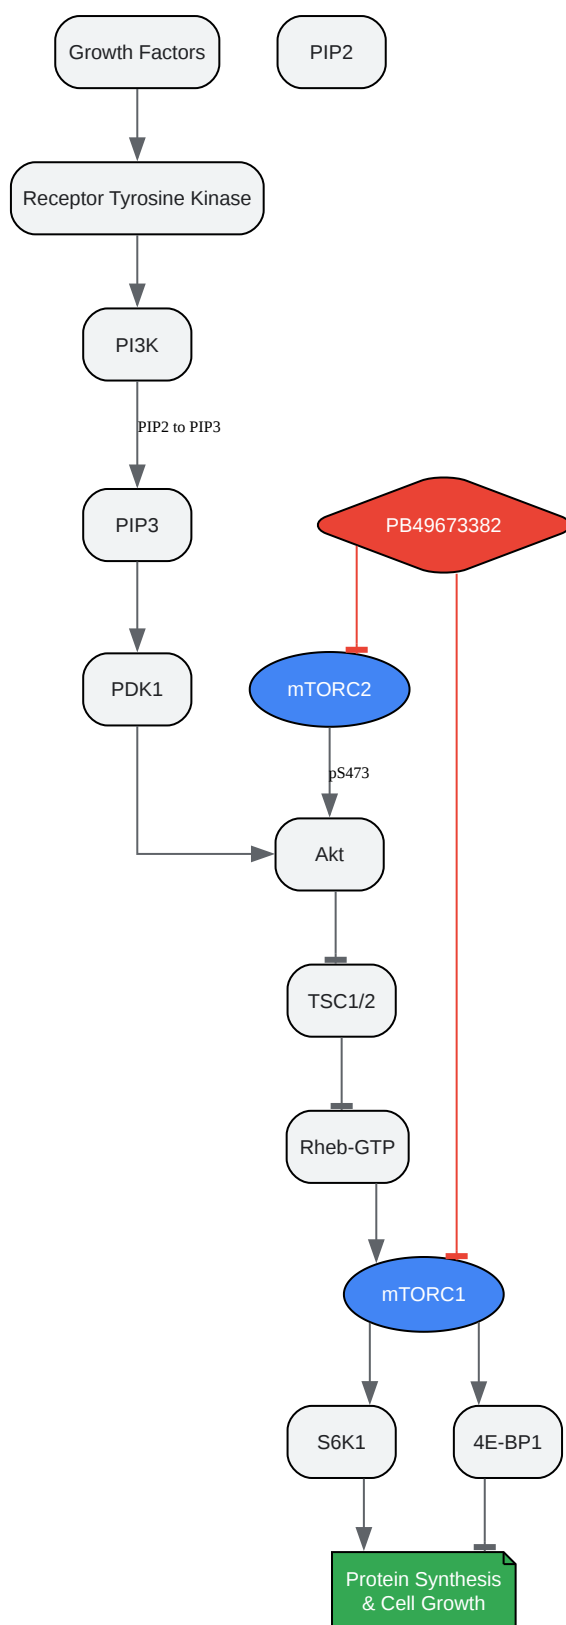 Growth Factors
PIP2
Receptor Tyrosine Kinase
PI3K
PIP2 to PIP3
PIP3
PB49673382
PDK1
mTORC2
pS473
Akt
TSC1/2
Rheb-GTP
mTORC1
S6K1
4E-BP1
Protein Synthesis
& Cell Growth